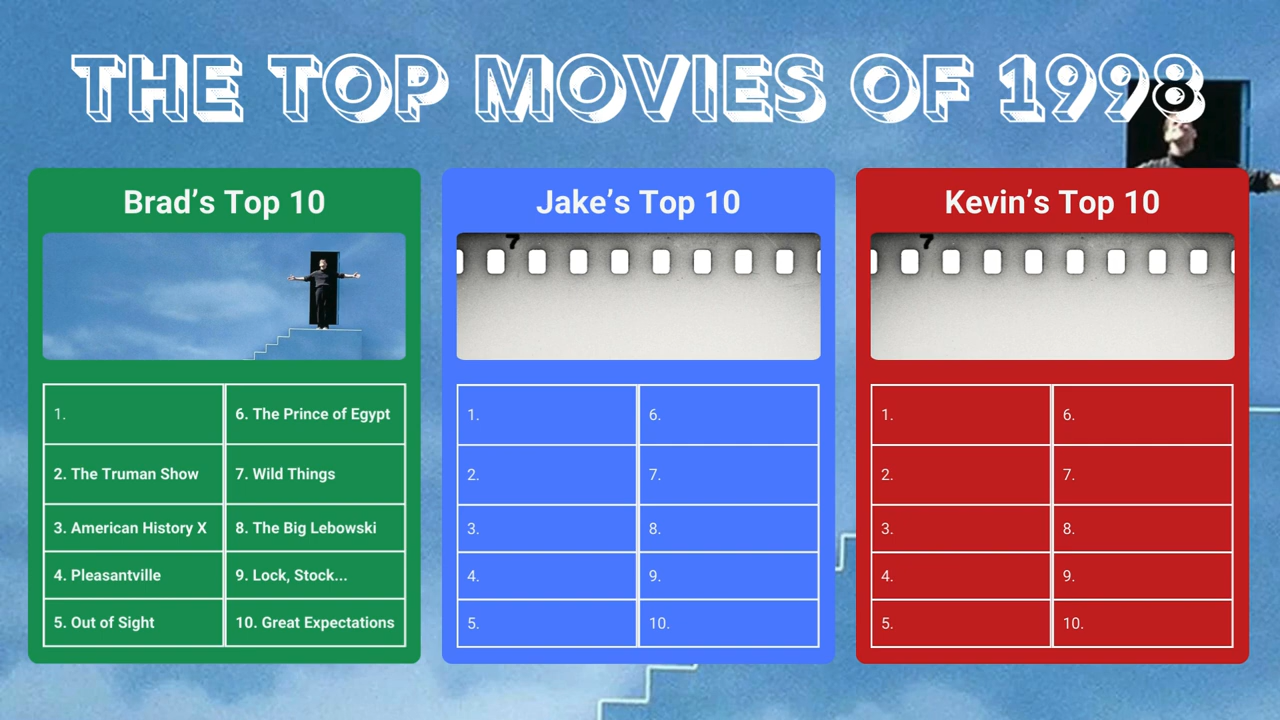 THE TOP MOVIES OF 1998
Brad’s Top 10
1.
6. The Prince of Egypt
2. The Truman Show
7. Wild Things
3. American History X
8. The Big Lebowski
4. Pleasantville
9. Lock, Stock...
5. Out of Sight
10. Great Expectations
Jake’s Top 10
7
1.
6.
2.
7.
3.
8.
4.
9.
5.
10.
Kevin’s Top 10
7
1.
6.
2.
7.
3.
8.
4.
9.
5.
10.